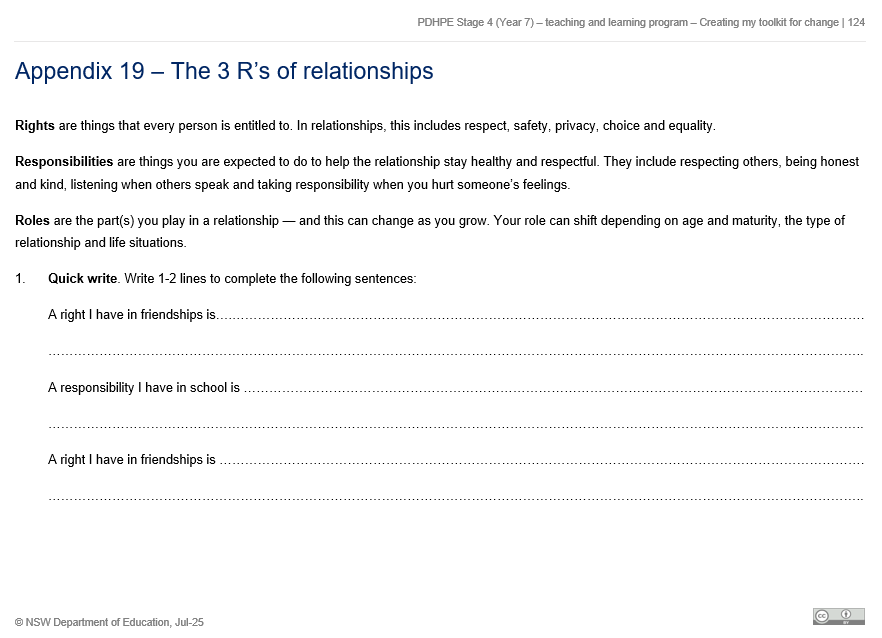 PDHPE Stage 4 (Year 7) – teaching and learning program – Creating my toolkit for change | 124
Appendix 19 – The 3 R’s of relationships
Rights are things that every person is entitled to. In relationships, this includes respect, safety, privacy, choice and equality.
Responsibilities are things you are expected to do to help the relationship stay healthy and respectful. They include respecting others, being honest
and kind, listening when others speak and taking responsibility when you hurt someone’s feelings.
Roles are the part(s) you play in a relationship — and this can change as you grow. Your role can shift depending on age and maturity, the type of
relationship and life situations.
1. Quick write. Write 1-2 lines to complete the following sentences:
A right I have in friendships is……………………………………………………………………………………………………………………………
……………………………………………………………………………………………………………………………………………………………
A responsibility I have in school is ………………………………………………………………………………………………………………………
……………………………………………………………………………………………………………………………………………………………
A right I have in friendships is ……………………………………………………………………………………………………………………………
……………………………………………………………………………………………………………………………………………………………
© NSW Department of Education, Jul-25
cc BY